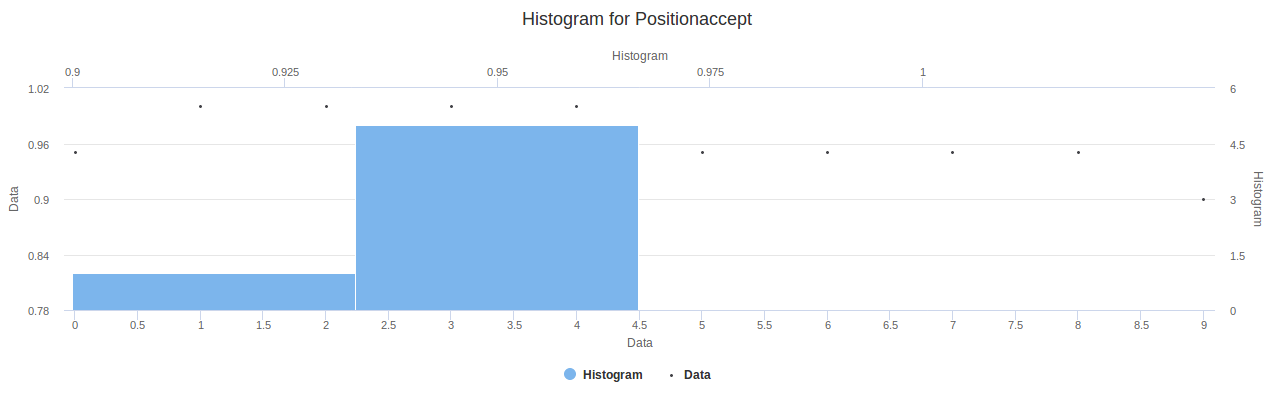 Histogram for Positionaccept
Histogram
0.9 0.925 0.95 0.975 1
1.02 6
0.96 4.5
0.9 3
0.84 1.5
0.78 0
Data
Histogram
0 0.5 1 1.5 2 2.5 3 3.5 4 4.5 5 5.5 6 6.5 7 7.5 8 8.5 9
Data
Histogram Data